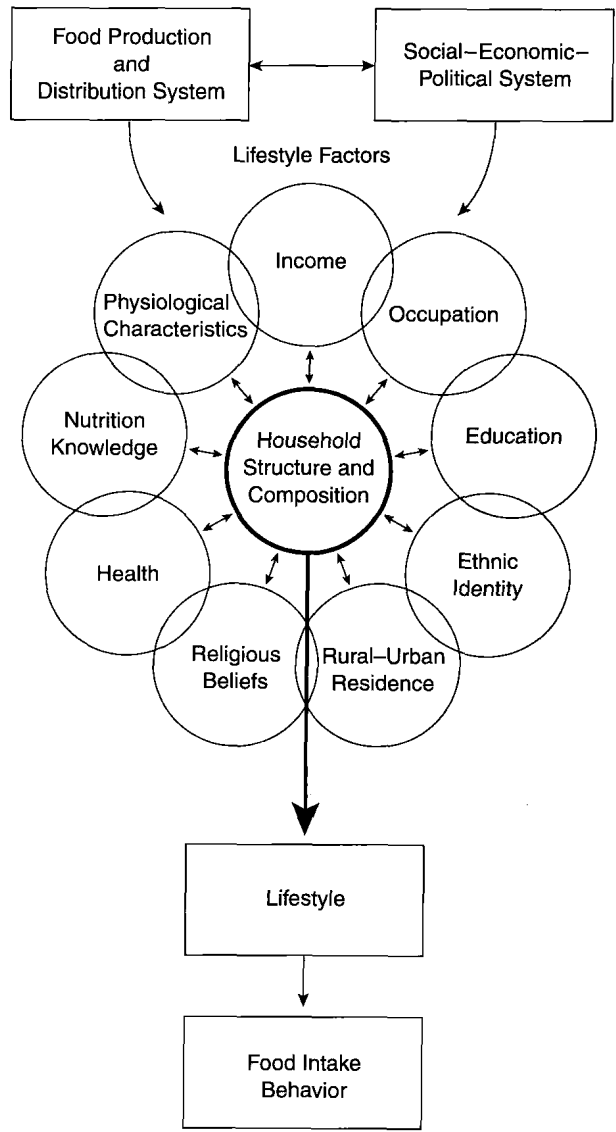 Food Production
and
Distribution System
Social–Economic–
Political System
Lifestyle Factors
Income
Physiological
Characteristics
Occupation
Nutrition
Knowledge
Household
Structure and
Composition
Education
Health
Ethnic
Identity
Religious
Beliefs
Rural–Urban
Residence
Lifestyle
Food Intake
Behavior